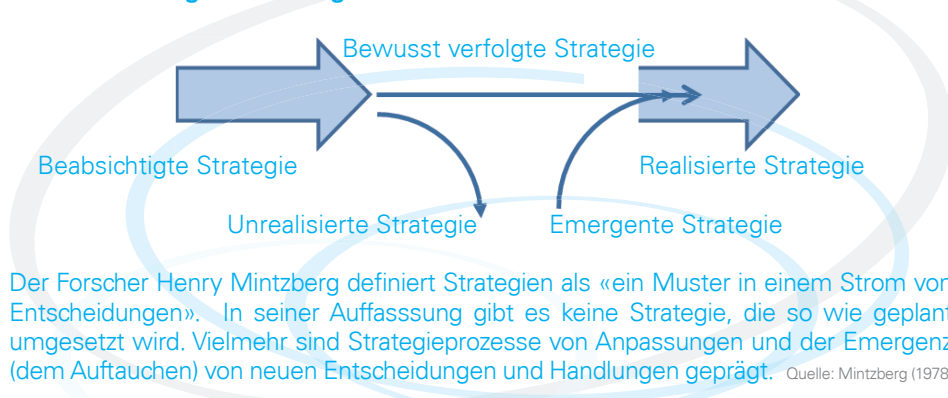 Bewusst verfolgte Strategie
Beabsichtigte Strategie
Realisierte Strategie
Unrealisierte Strategie
Emergente Strategie
Der Forscher Henry Mintzberg definiert Strategien als «ein Muster in einem Strom von
Entscheidungen». In seiner Auffasssung gibt es keine Strategie, die so wie geplant
umgesetzt wird. Vielmehr sind Strategieprozesse von Anpassungen und der Emergenz
(dem Auftauchen) von neuen Entscheidungen und Handlungen geprägt. Quelle: Mintzberg (1978